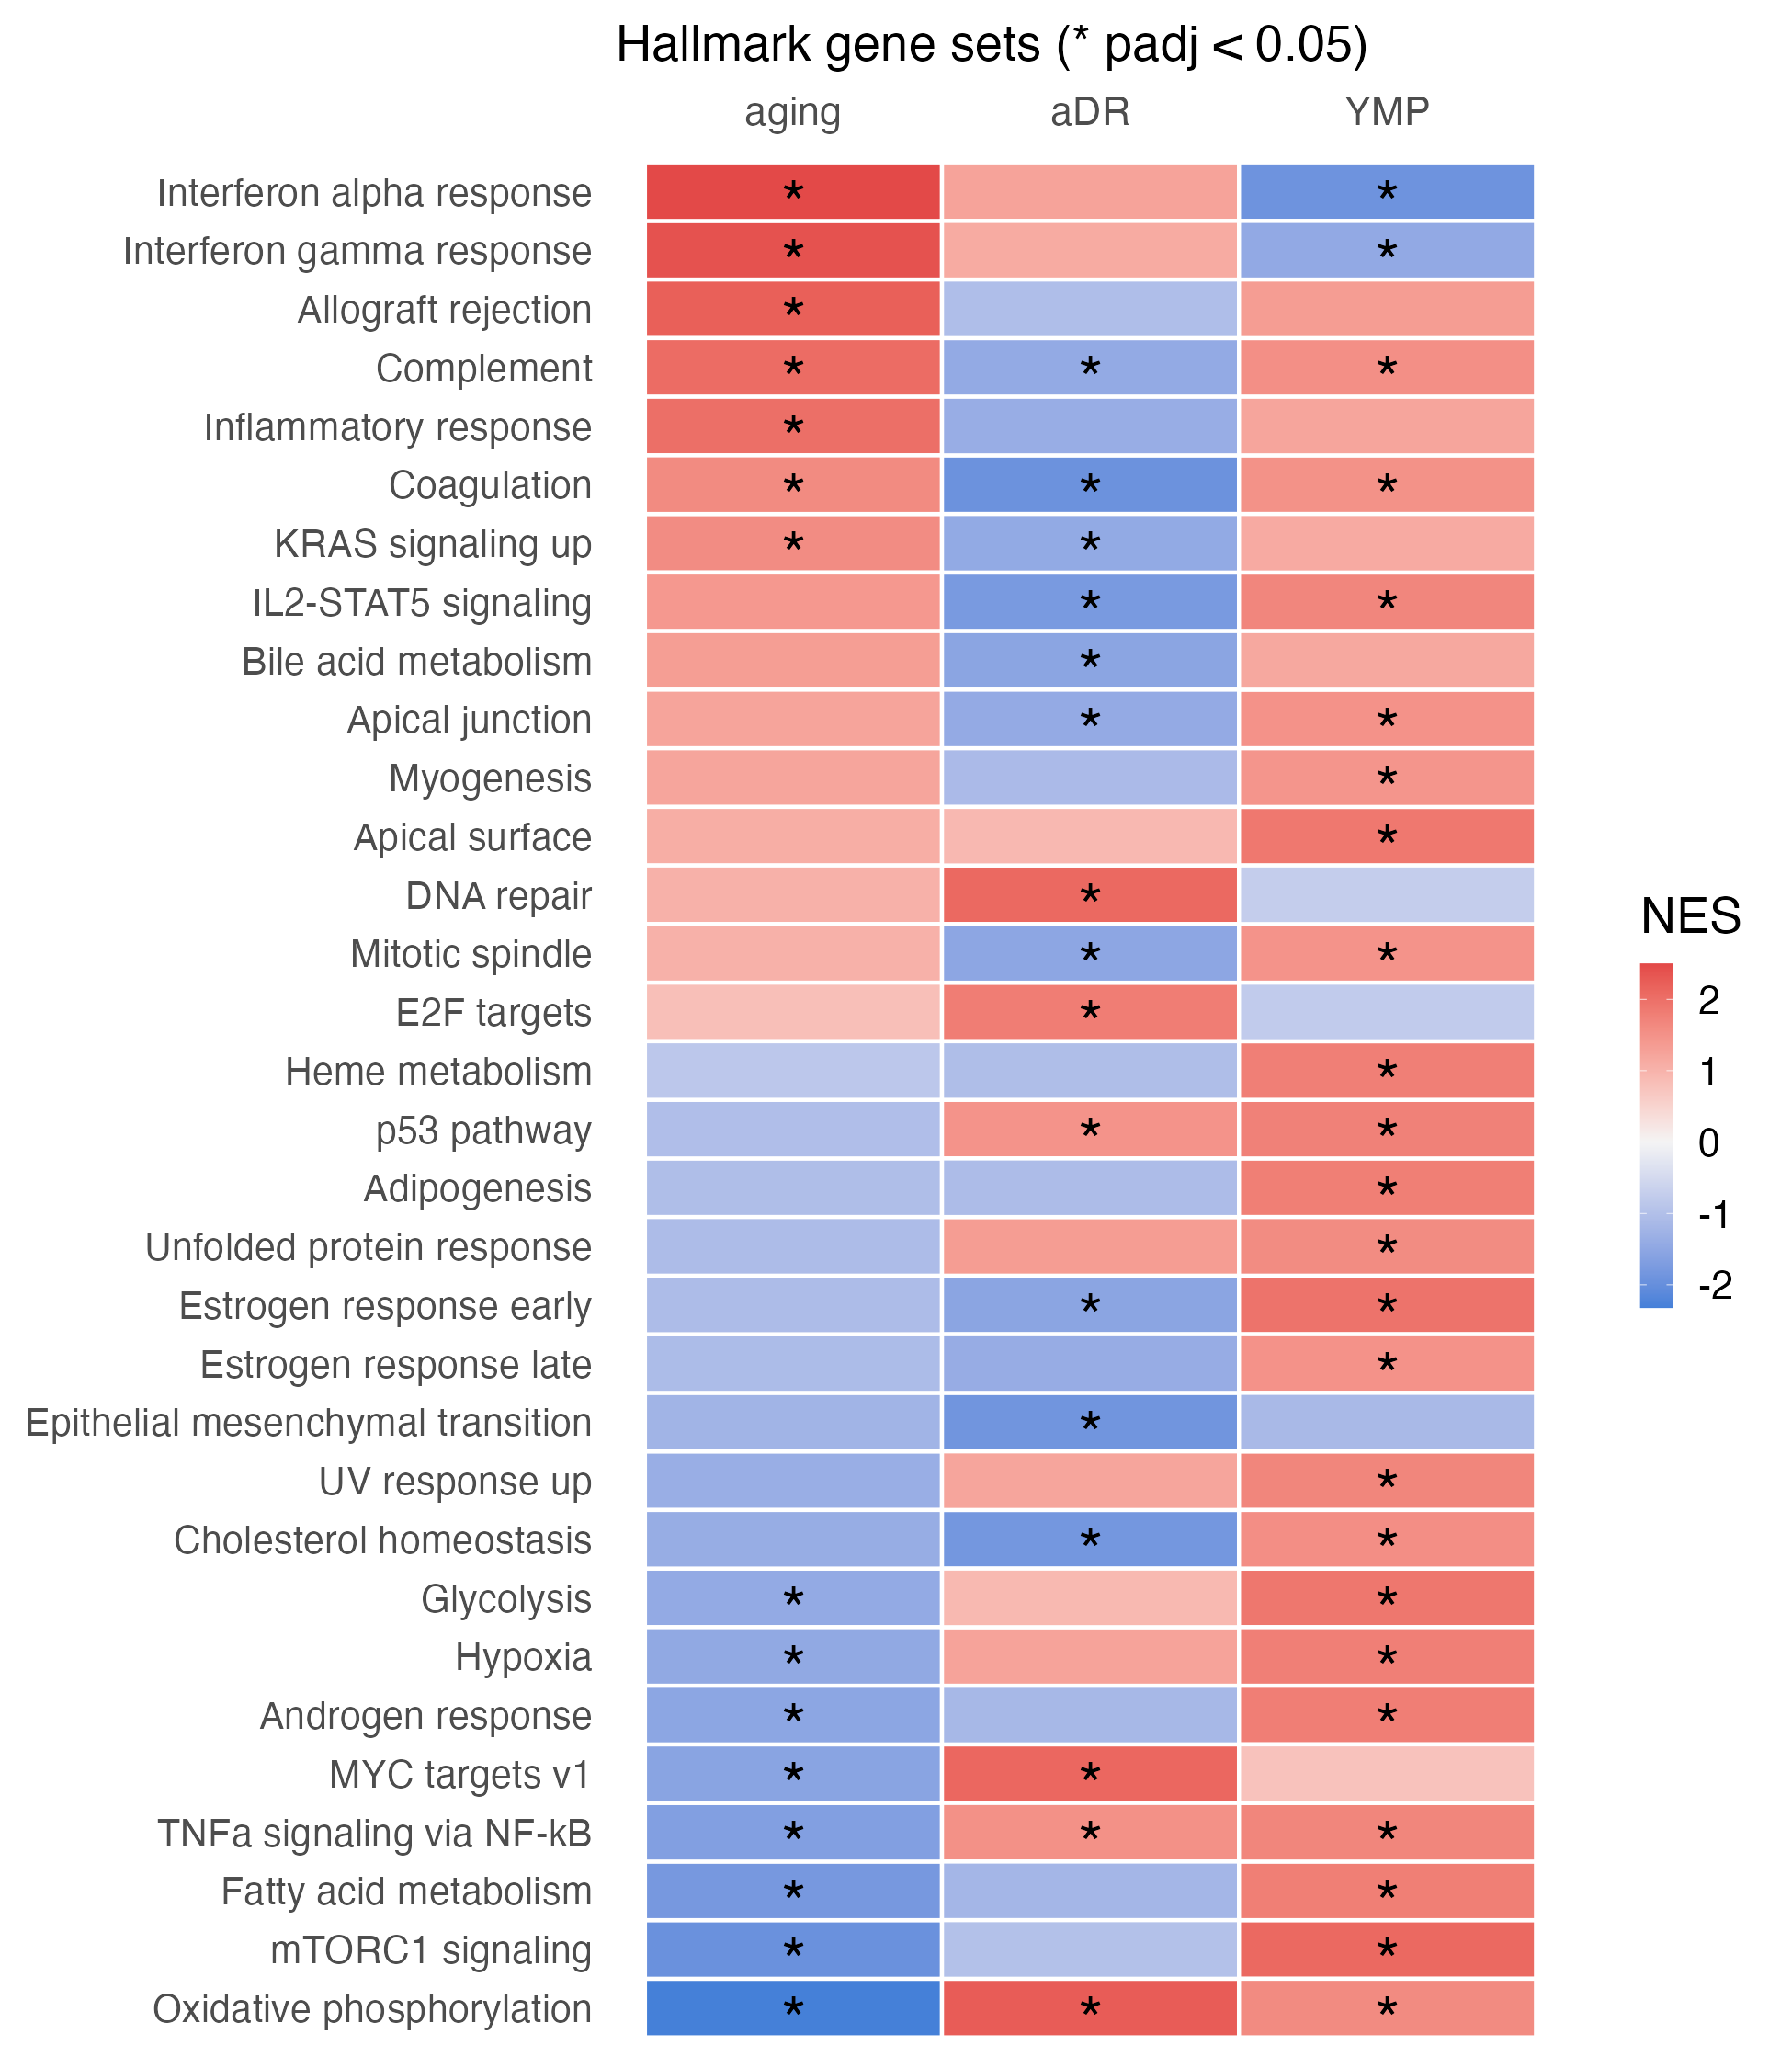 Hallmark gene sets (* padj < 0.05)
aging aDR YMP
Interferon alpha response * *
Interferon gamma response * *
Allograft rejection *
Complement * * *
Inflammatory response *
Coagulation * * *
KRAS signaling up * *
IL2-STAT5 signaling * *
Bile acid metabolism *
Apical junction * *
Myogenesis *
Apical surface *
DNA repair *
Mitotic spindle * *
E2F targets *
Heme metabolism *
p53 pathway * *
Adipogenesis *
Unfolded protein response *
Estrogen response early * *
Estrogen response late *
Epithelial mesenchymal transition *
UV response up *
Cholesterol homeostasis * *
Glycolysis * *
Hypoxia * *
Androgen response * *
MYC targets v1 * *
TNFa signaling via NF-kB * * *
Fatty acid metabolism * *
mTORC1 signaling * *
Oxidative phosphorylation * * *
NES
2
1
0
-1
-2